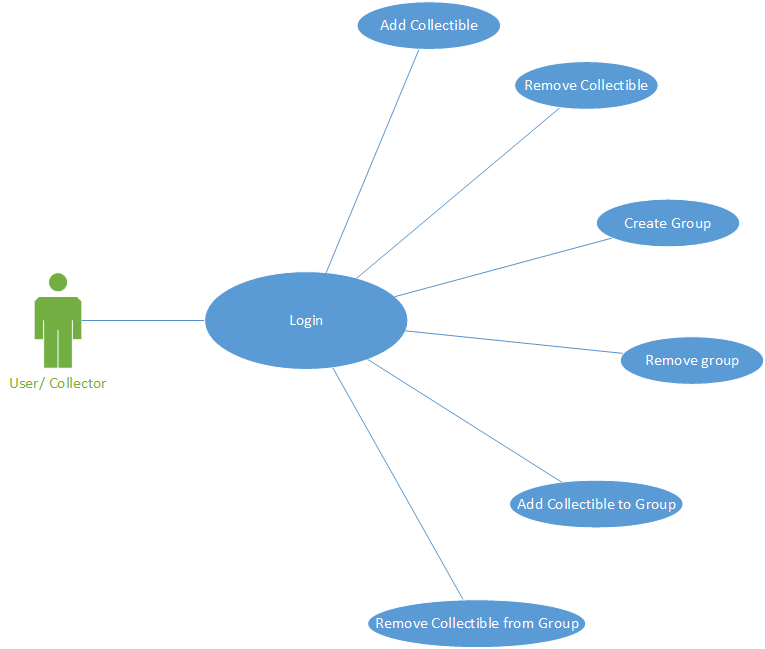 Add Collectible
Remove Collectible
Create Group
Login
Remove group
User/ Collector
Add Collectible to Group
Remove Collectible from Group